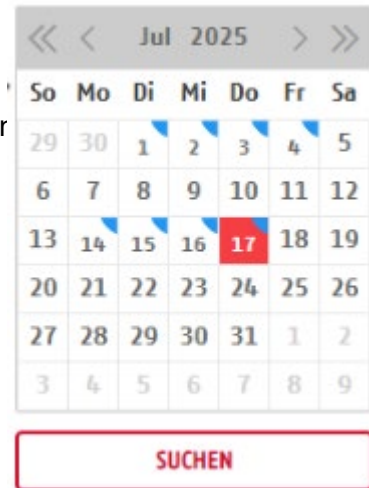 « < Jul 2025 > »
So Mo Di Mi Do Fr Sa
r
29 30 1 2 3 4 5
6 7 8 9 10 11 12
13 14 15 16 17 18 19
20 21 22 23 24 25 26
27 28 29 30 31 1 2
3 4 5 6 7 8 9
SUCHEN